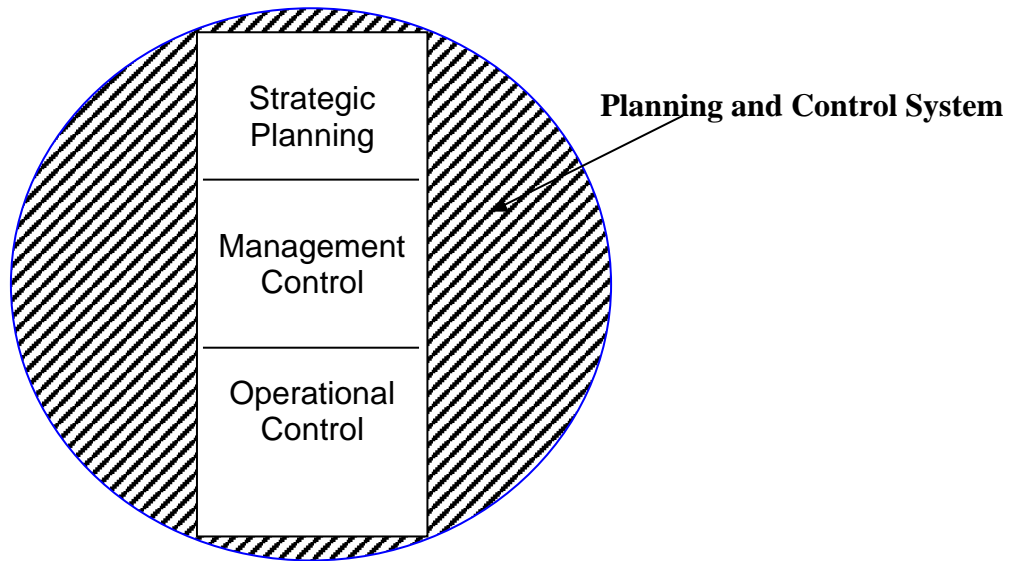 Strategic
Planning
Planning and Control System
Management
Control
Operational
Control